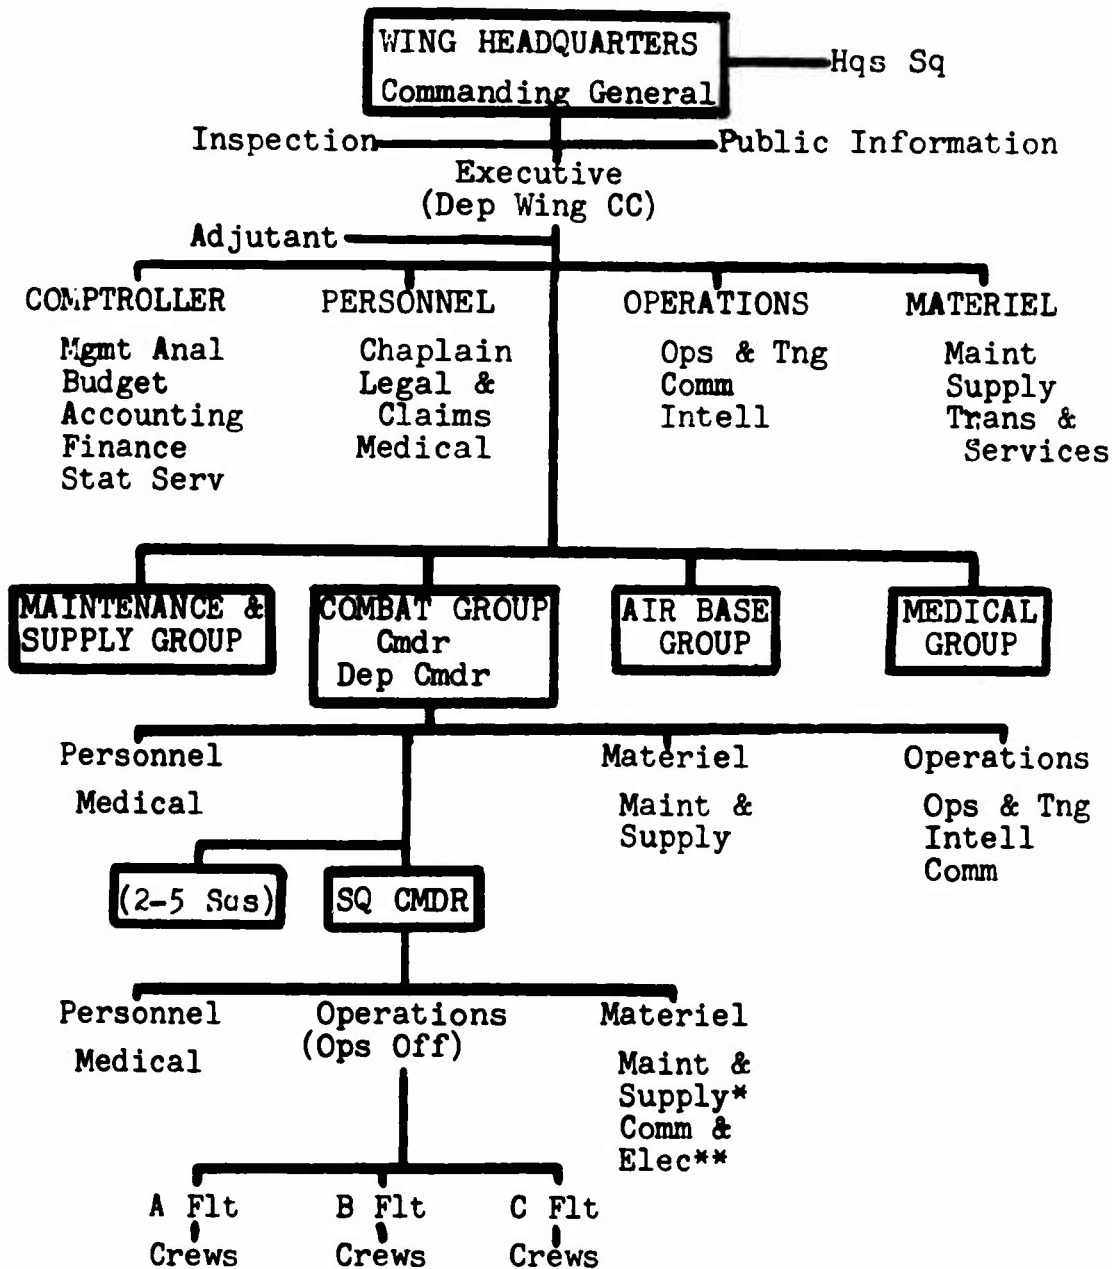 WING HEADQUARTERS
Commanding General
Hqs Sq
Inspection
Public Information
Executive
(Dep Wing CC)
Adjutant
COMPTROLLER
Mgmt Anal
Budget
Accounting
Finance
Stat Serv
PERSONNEL
Chaplain
Legal &
Claims
Medical
OPERATIONS
Ops & Tng
Comm
Intell
MATERIEL
Maint
Supply
Trans &
Services
MAINTENANCE &
SUPPLY GROUP
COMBAT GROUP
Cmdr
Dep Cmdr
AIR BASE
GROUP
MEDICAL
GROUP
Personnel
Medical
Materiel
Maint &
Supply
Operations
Ops & Tng
Intell
Comm
(2-5 Sqs)
SQ CMDR
Personnel
Medical
Operations
(Ops Off)
Materiel
Maint &
Supply*
Comm &
Elec**
A Flt
Crews
B Flt
Crews
C Flt
Crews